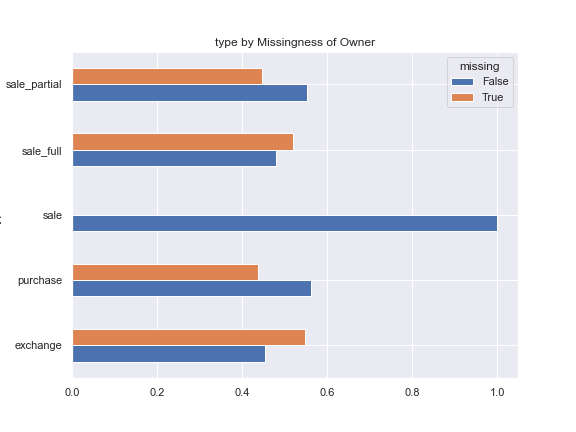 type by Missingness of Owner
missing
False
True
sale_partial
sale_full
sale
purchase
exchange
0.0 0.2 0.4 0.6 0.8 1.0